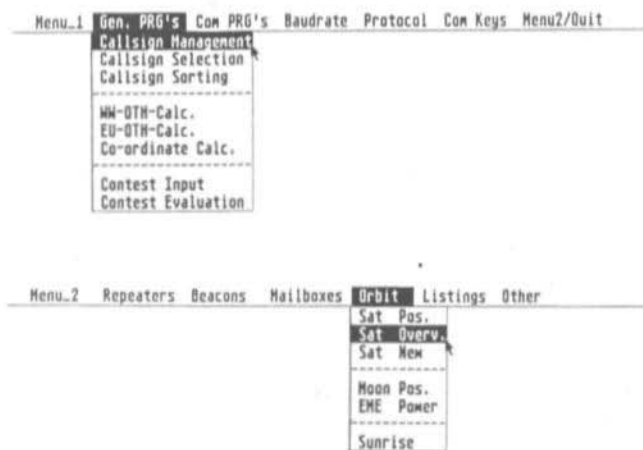 Menu_1 Gen. PRG's Com PRG's Baudrate Protocol Com Keys Menu2/Quit
Callsign Management
Callsign Selection
Callsign Sorting
WW-QTH-Calc.
EU-QTH-Calc.
Co-ordinate Calc.
Contest Input
Contest Evaluation
Menu_2 Repeaters Beacons Mailboxes Orbit Listings Other
Sat Pos.
Sat Overv.
Sat New
Moon Pos.
EME Power
Sunrise